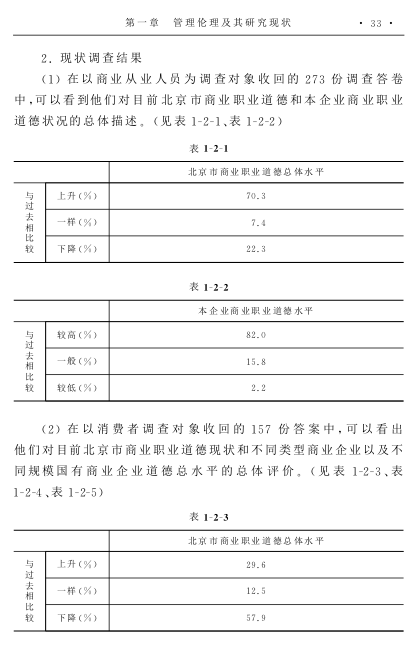 第一章 管理伦理及其研究现状 · 33 ·
2. 现状调查结果
(1) 在以商业从业人员为调查对象收回的 273 份调查答卷
中,可以看到他们对目前北京市商业职业道德和本企业商业职业
道德状况的总体描述。(见表 1-2-1、表 1-2-2)
表 1-2-1
北京市商业职业道德总体水平
与过去相比较
上升(%) 70.3
一样(%) 7.4
下降(%) 22.3
表 1-2-2
本企业商业职业道德水平
与过去相比较
较高(%) 82.0
一般(%) 15.8
较低(%) 2.2
(2) 在以消费者调查对象收回的 157 份答案中,可以看出
他们对目前北京市商业职业道德现状和不同类型商业企业以及不
同规模国有商业企业道德总水平的总体评价。(见表 1-2-3、表
1-2-4、表 1-2-5)
表 1-2-3
北京市商业职业道德总体水平
与过去相比较
上升(%) 29.6
一样(%) 12.5
下降(%) 57.9